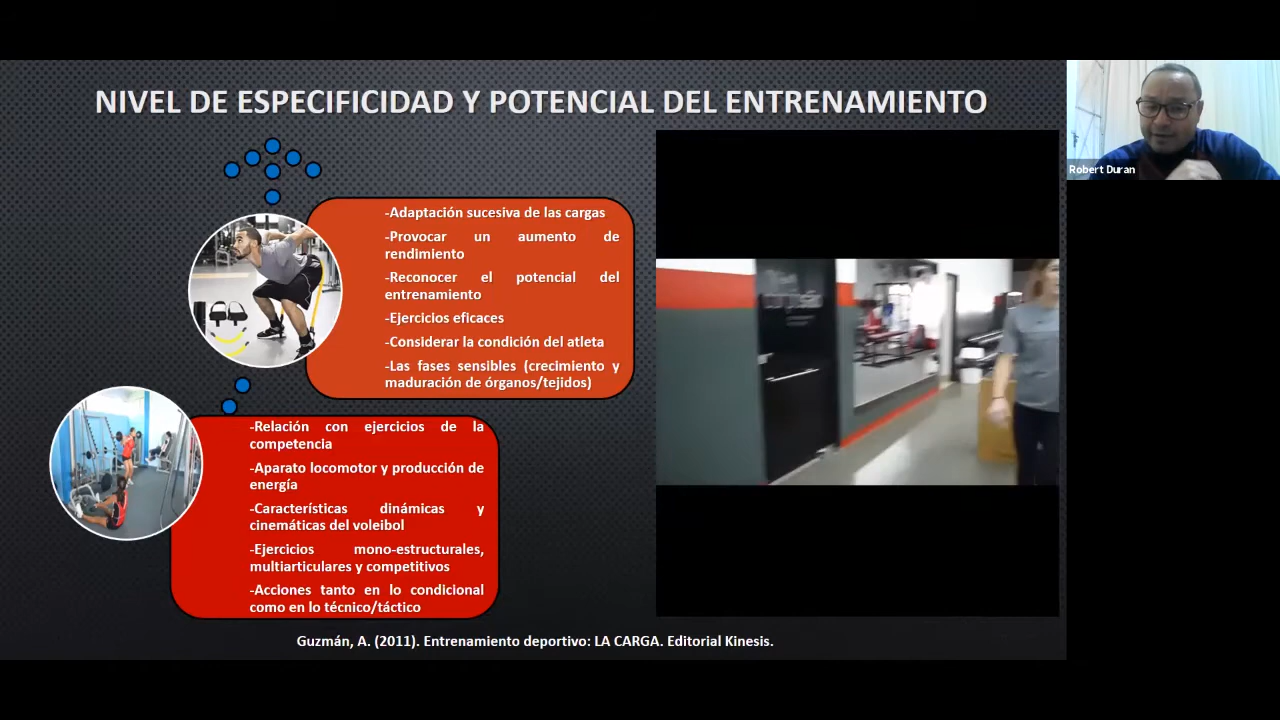 NIVEL DE ESPECIFICIDAD Y POTENCIAL DEL ENTRENAMIENTO
-Adaptación sucesiva de las cargas
-Provocar un aumento de
rendimiento
-Reconocer el potencial del
entrenamiento
-Ejercicios eficaces
-Considerar la condición del atleta
-Las fases sensibles (crecimiento y
maduración de órganos/tejidos)
-Relación con ejercicios de la
competencia
-Aparato locomotor y producción de
energía
-Características dinámicas y
cinemáticas del voleibol
-Ejercicios mono-estructurales,
multiarticulares y competitivos
-Acciones tanto en lo condicional
como en lo técnico/táctico
Guzmán, A. (2011). Entrenamiento deportivo: LA CARGA. Editorial Kinesis.
Robert Duran